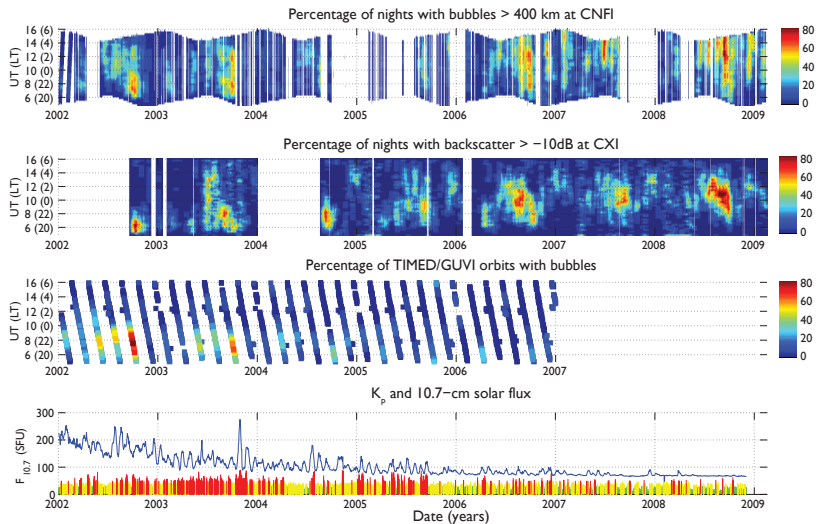 Percentage of nights with bubbles > 400 km at CNFI
UT (LT)
16 (6)
14 (4)
12 (2)
10 (0)
8 (22)
6 (20)
2002 2003 2004 2005 2006 2007 2008 2009
80
60
40
20
0
Percentage of nights with backscatter > −10dB at CXI
UT (LT)
16 (6)
14 (4)
12 (2)
10 (0)
8 (22)
6 (20)
2002 2003 2004 2005 2006 2007 2008 2009
80
60
40
20
0
Percentage of TIMED/GUVI orbits with bubbles
UT (LT)
16 (6)
14 (4)
12 (2)
10 (0)
8 (22)
6 (20)
2002 2003 2004 2005 2006 2007 2008 2009
80
60
40
20
0
Kp and 10.7−cm solar flux
F 10.7 (SFU)
300
200
100
0
2002 2003 2004 2005 2006 2007 2008 2009
Date (years)